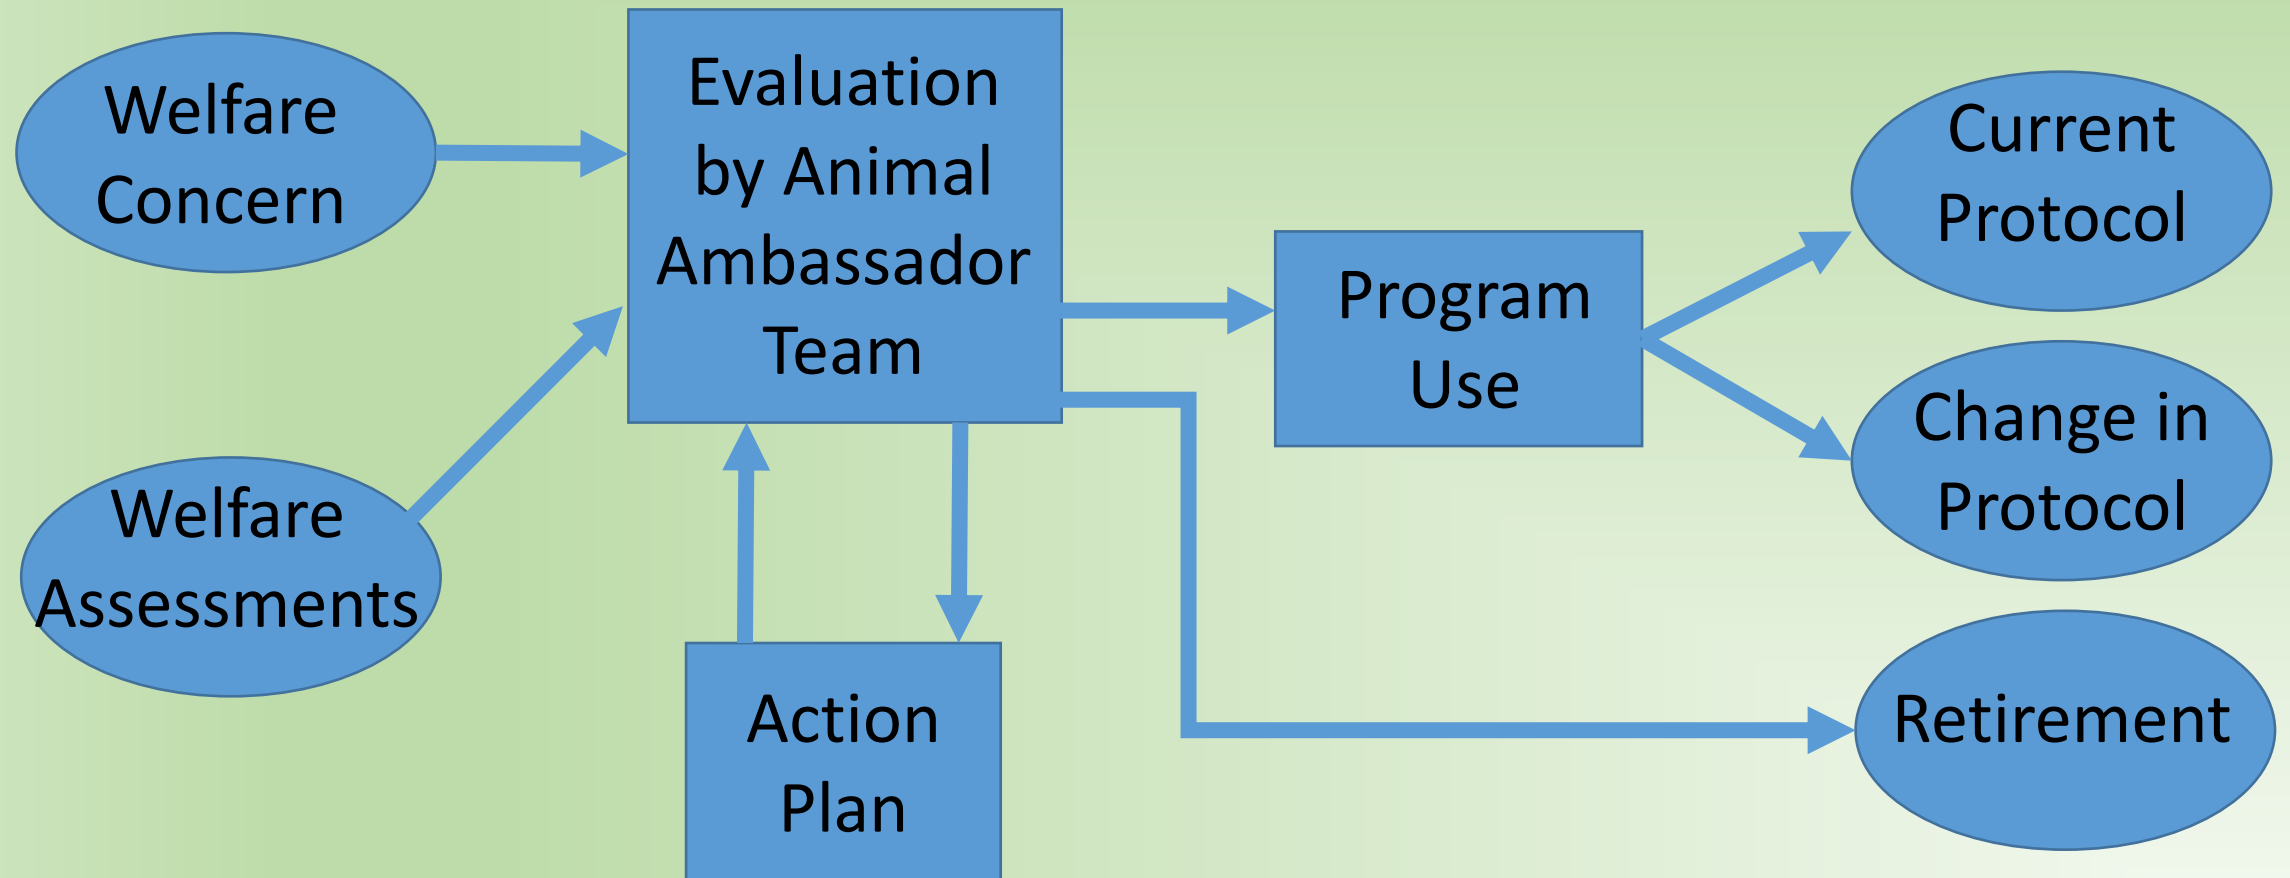 Welfare
Concern
Evaluation
by Animal
Ambassador
Team
Welfare
Assessments
Action
Plan
Program
Use
Current
Protocol
Change in
Protocol
Retirement